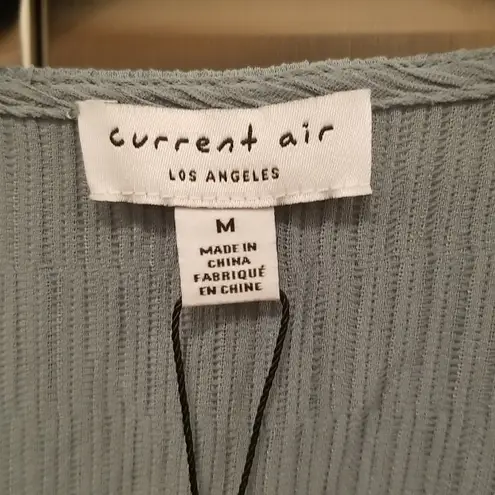 current air
LOS ANGELES
M
MADE IN
CHINA
FABRIQUÉ
EN CHINE